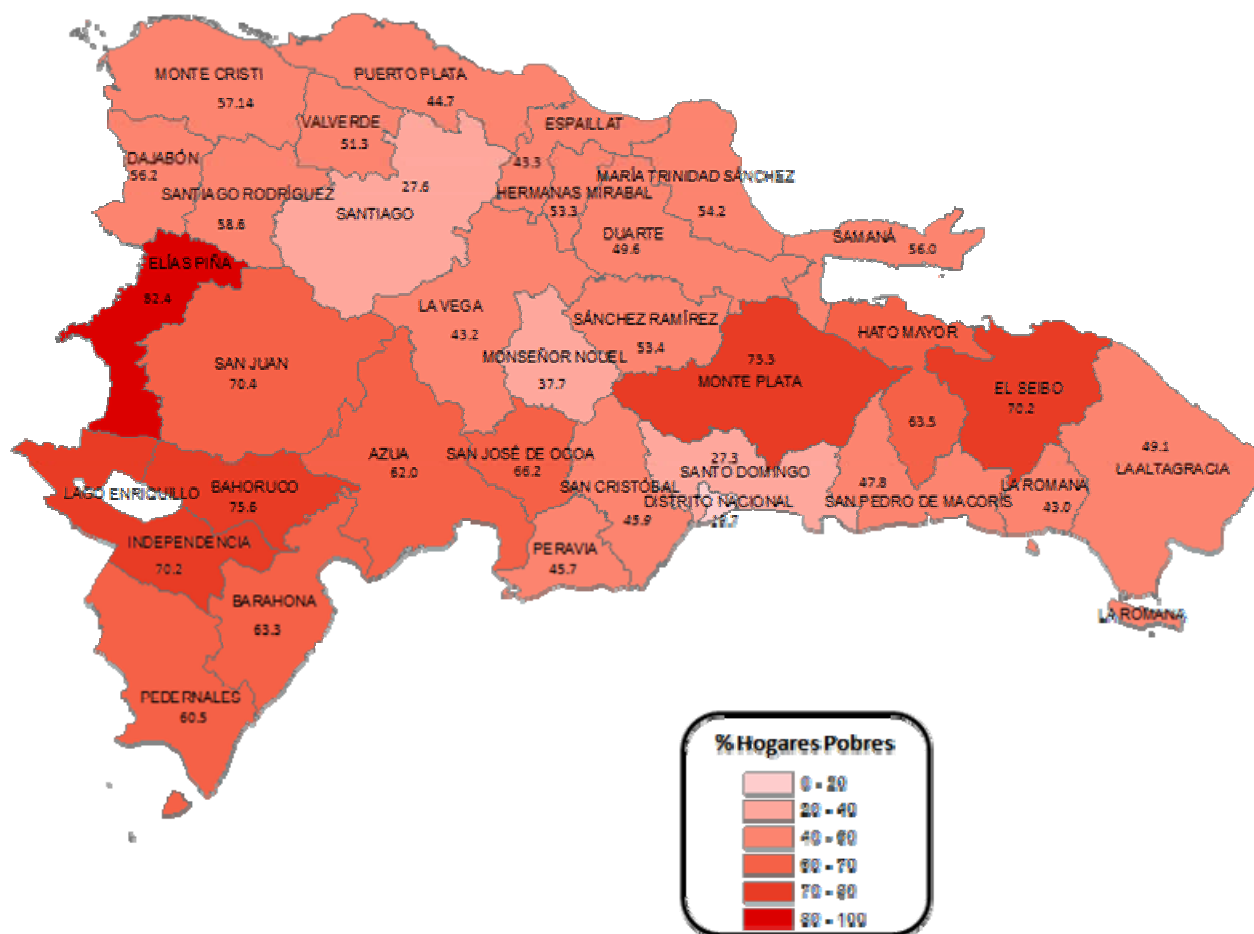 MONTE CRISTI
57.14
PUERTO PLATA
44.7
VALVERDE
51.3
ESPAILLAT
43.3
DAJABÓN
56.2
SANTIAGO RODRÍGUEZ
58.6
27.6
SANTIAGO
HERMANAS MIRABAL
53.3
MARÍA TRINIDAD SÁNCHEZ
54.2
DUARTE
49.6
SAMANÁ
56.0
ELÍAS PIÑA
82.4
SAN JUAN
70.4
LA VEGA
43.2
MONSEÑOR NOUEL
37.7
SÁNCHEZ RAMÍREZ
53.4
73.3
MONTE PLATA
HATO MAYOR
63.5
EL SEIBO
70.2
49.1
LA ALTAGRACIA
AZUA
62.0
SAN JOSÉ DE OCOA
66.2
SAN CRISTÓBAL
45.9
27.3
SANTO DOMINGO
DISTRITO NACIONAL
47.8
SAN PEDRO DE MACORÍS
LA ROMANA
43.0
LAGO ENRIQUILLO
BAHORUCO
75.6
INDEPENDENCIA
70.2
PERAVIA
45.7
BARAHONA
63.3
LA ROMANA
PEDERNALES
60.5
% Hogares Pobres
0 - 20
20 - 40
40 - 60
60 - 70
70 - 80
80 - 100